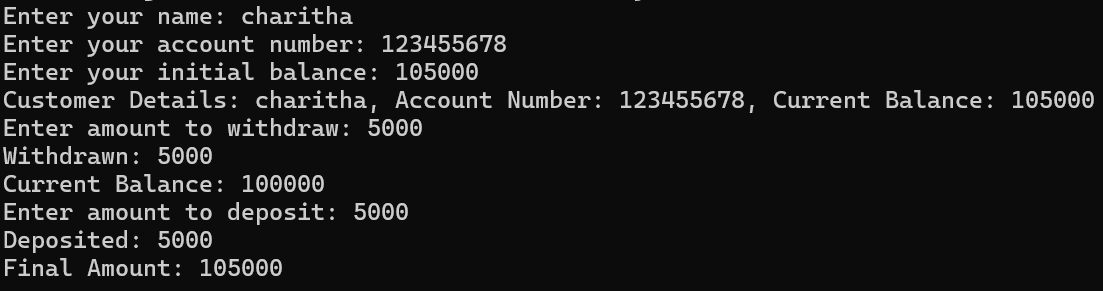 Enter your name: charitha
Enter your account number: 123455678
Enter your initial balance: 105000
Customer Details: charitha, Account Number: 123455678, Current Balance: 105000
Enter amount to withdraw: 5000
Withdrawn: 5000
Current Balance: 100000
Enter amount to deposit: 5000
Deposited: 5000
Final Amount: 105000